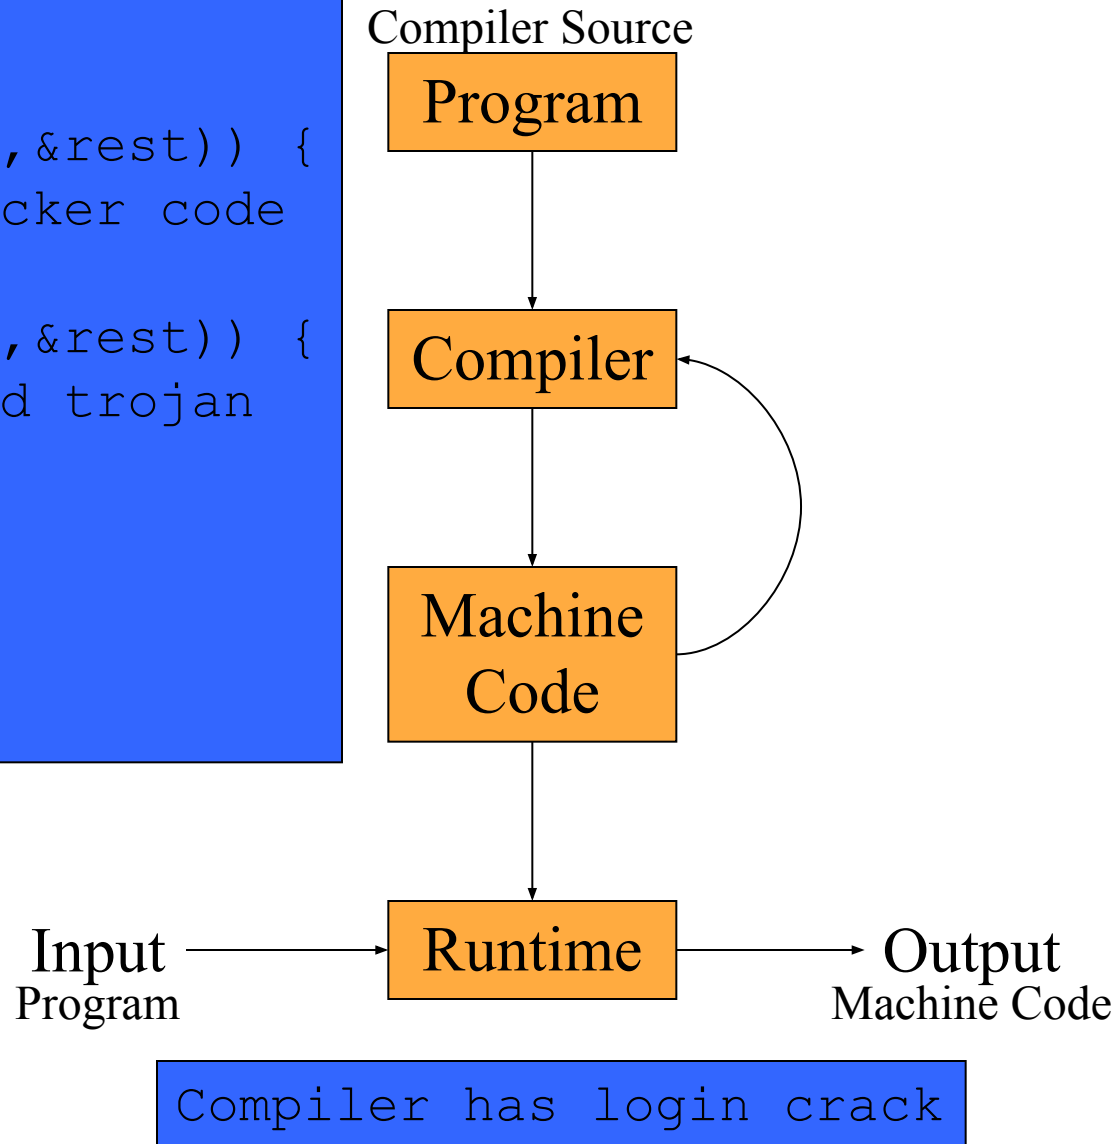 ,&rest)) {
cker code
,&rest)) {
d trojan
Compiler Source
Program
Compiler
Machine
Code
Input
Program
Runtime
Output
Machine Code
Compiler has login crack